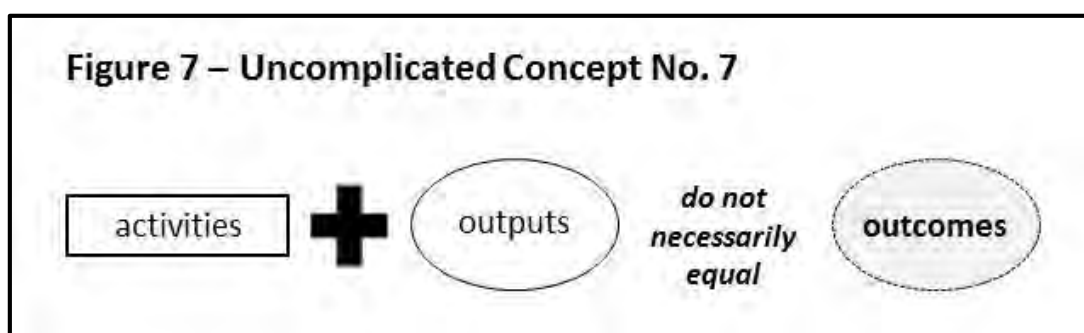 Figure 7 – Uncomplicated Concept No. 7
activities
outputs
do not
necessarily
equal
outcomes